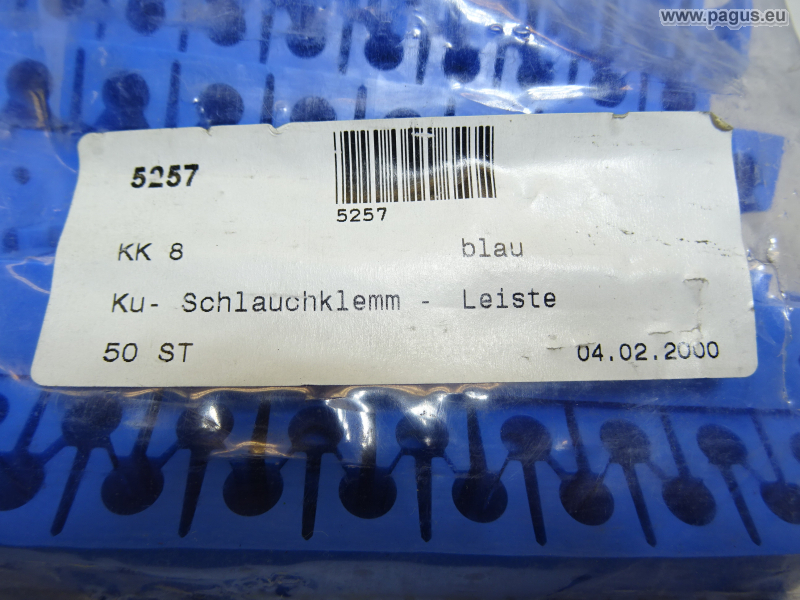 www.pagus.eu
5257
5257
KK 8 blau
Ku- Schlauchklemm - Leiste
50 ST 04.02.2000